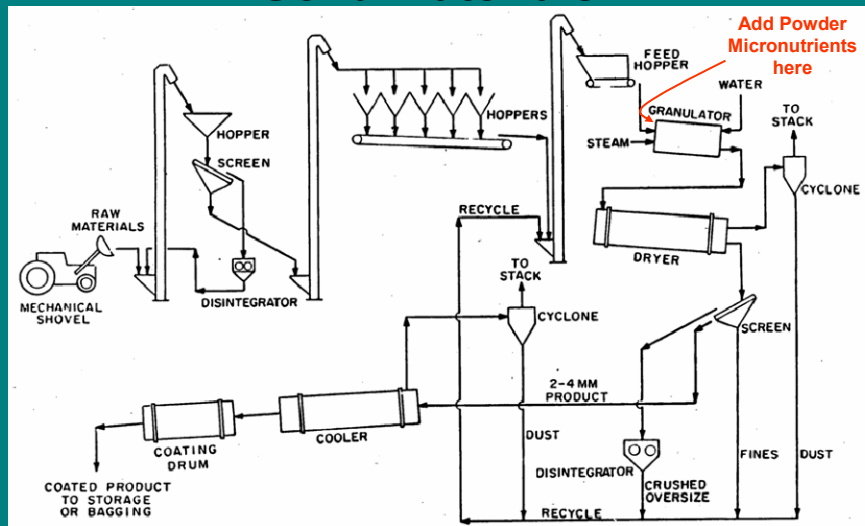 Add Powder
Micronutrients
here
FEED
HOPPER
WATER
GRANULATOR
STEAM
TO
STACK
CYCLONE
HOPPER
SCREEN
HOPPERS
RAW
MATERIALS
MECHANICAL
SHOVEL
DISINTEGRATOR
RECYCLE
DRYER
TO
STACK
CYCLONE
SCREEN
2-4MM
PRODUCT
COOLER
COATING
DRUM
DUST
DISINTEGRATOR
CRUSHED
OVERSIZE
FINES
DUST
COATED PRODUCT
TO STORAGE
OR BAGGING
RECYCLE